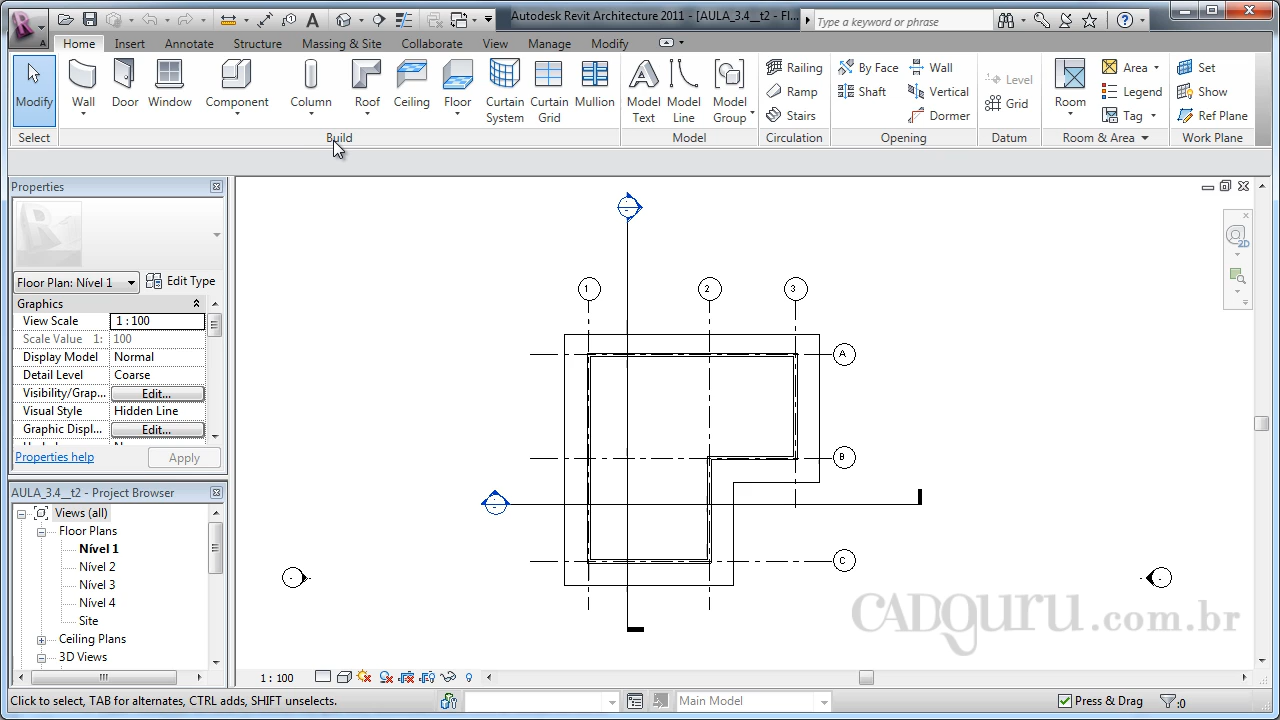 Autodesk Revit Architecture 2011 - [AULA_3.4__t2 - Fl...
Type a keyword or phrase
Home Insert Annotate Structure Massing & Site Collaborate View Manage Modify
Modify Wall Door Window Component Column Roof Ceiling Floor Curtain System Curtain Grid Mullion Model Text Model Line Model Group
Railing By Face Wall Level Area Set
Ramp Shaft Vertical Grid Room Legend Show
Stairs Dormer Tag Ref Plane
Select Build Model Circulation Opening Datum Room & Area Work Plane
Properties
Floor Plan: Nível 1 Edit Type
Graphics
View Scale 1 : 100
Scale Value 1: 100
Display Model Normal
Detail Level Coarse
Visibility/Grap... Edit...
Visual Style Hidden Line
Graphic Displ... Edit...
Properties help Apply
AULA_3.4__t2 - Project Browser
Views (all)
Floor Plans
Nível 1
Nível 2
Nível 3
Nível 4
Site
Ceiling Plans
3D Views
2D
1 2 3
A
B
C
CADGURU.com.br
1 : 100
Click to select, TAB for alternates, CTRL adds, SHIFT unselects.
Main Model
Press & Drag
:0